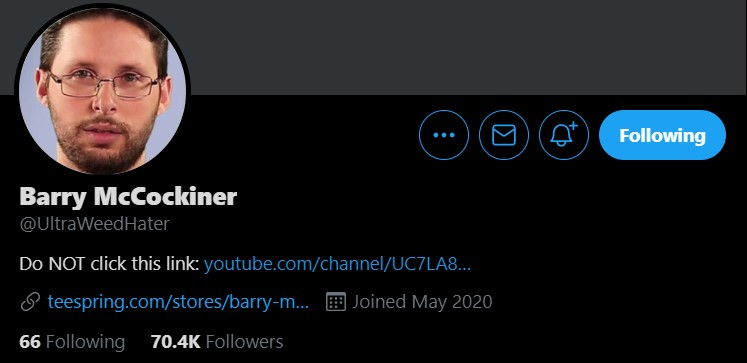 Following
Barry McCockiner
@UltraWeedHater
Do NOT click this link: youtube.com/channel/UC7LA8...
teespring.com/stores/barry-m... Joined May 2020
66 Following 70.4K Followers